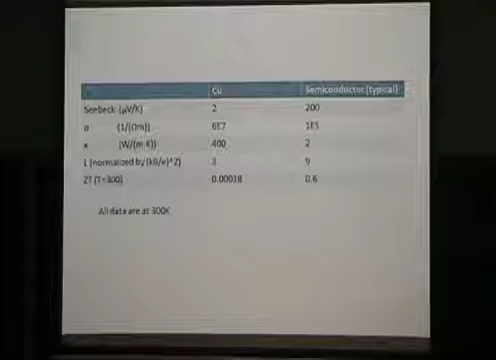 Cu Semiconductor (typical)
Seebeck (μV/K) 2 200
σ (1/(Ωm)) 6E7 1E5
κ (W/(m K)) 400 2
L (normalized by (kB/e)^2) 3 9
ZT (T=300) 0.00018 0.6
All data are at 300K